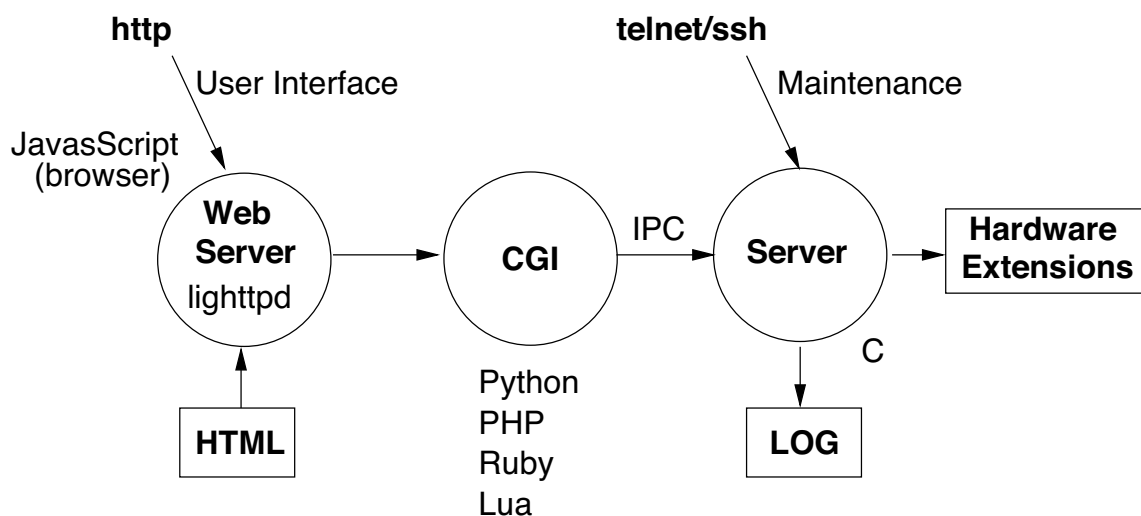 http
telnet/ssh
User Interface
Maintenance
JavasScript
(browser)
Web
Server
lighttpd
CGI
IPC
Server
Hardware
Extensions
C
HTML
Python
PHP
Ruby
Lua
LOG